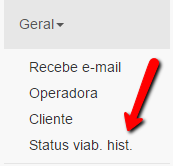 Geral
Recebe e-mail
Operadora
Cliente
Status viab. hist.